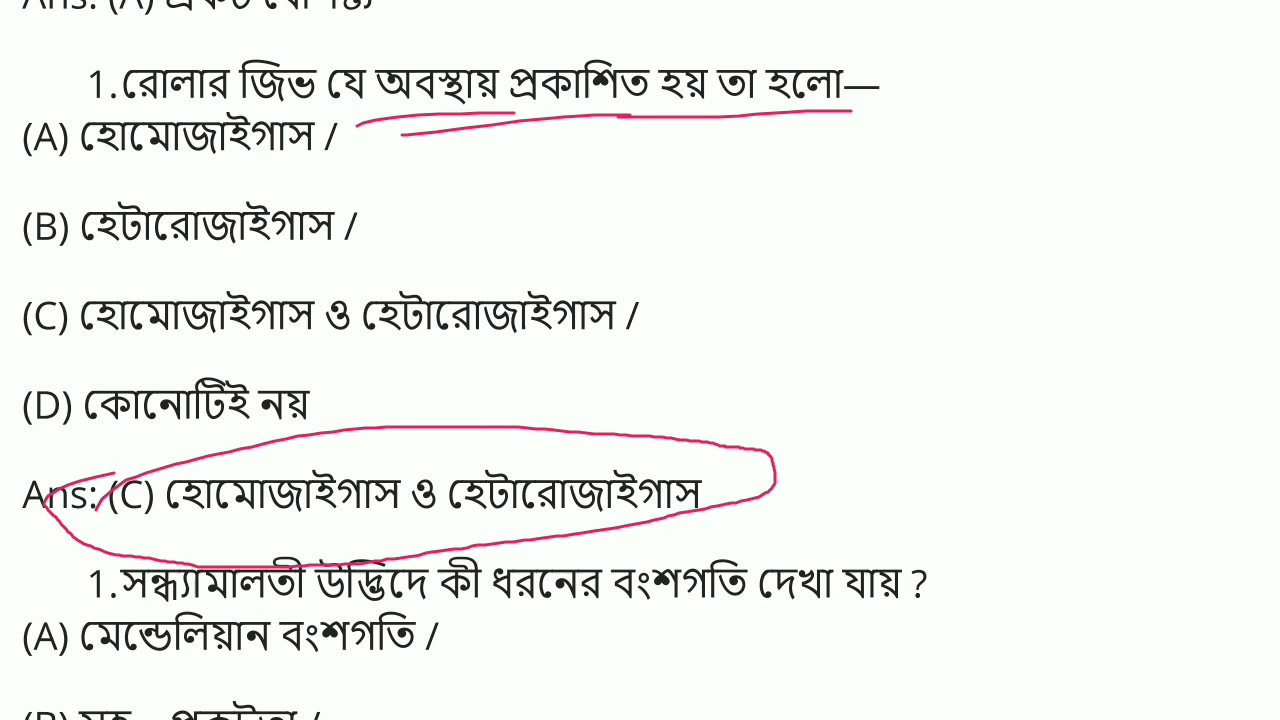 1.রোলার জিভ যে অবস্থায় প্রকাশিত হয় তা হলো—
(A) হোমোজাইগাস /
(B) হেটারোজাইগাস /
(C) হোমোজাইগাস ও হেটারোজাইগাস /
(D) কোনোটিই নয়
Ans: (C) হোমোজাইগাস ও হেটারোজাইগাস
1.সন্ধ্যামালতী উদ্ভিদে কী ধরনের বংশগতি দেখা যায় ?
(A) মেন্ডেলিয়ান বংশগতি /